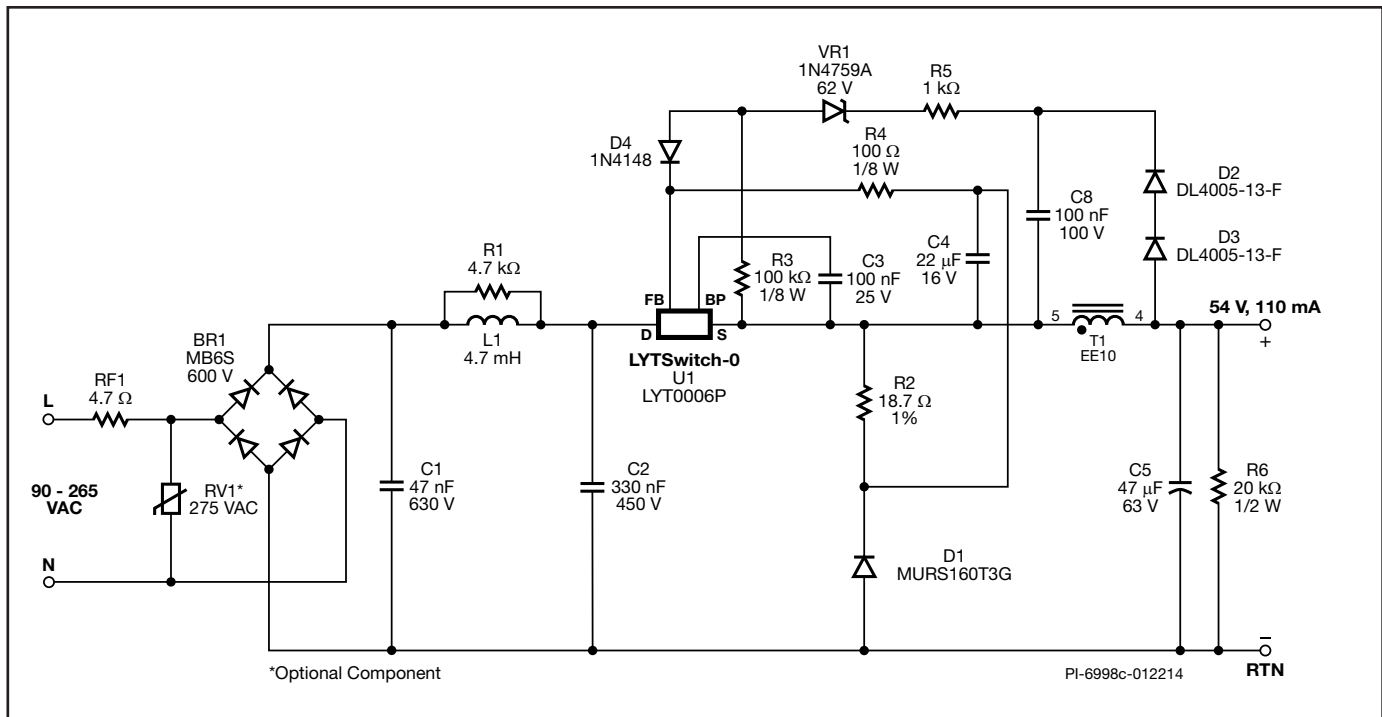 VR1
1N4759A
62 V
R5
1 kΩ
D4
1N4148
R4
100 Ω
1/8 W
D2
DL4005-13-F
C8
100 nF
100 V
D3
DL4005-13-F
R1
4.7 kΩ
R3
100 kΩ
1/8 W
C3
100 nF
25 V
C4
22 µF
16 V
FB
BP
D
S
L1
4.7 mH
LYTSwitch-0
U1
LYT0006P
5
4
T1
EE10
54 V, 110 mA
+
BR1
MB6S
600 V
RF1
4.7 Ω
L
R2
18.7 Ω
1%
90 - 265
VAC
RV1*
275 VAC
C1
47 nF
630 V
C2
330 nF
450 V
C5
47 µF
63 V
R6
20 kΩ
1/2 W
N
D1
MURS160T3G
*Optional Component
PI-6998c-012214
–
RTN